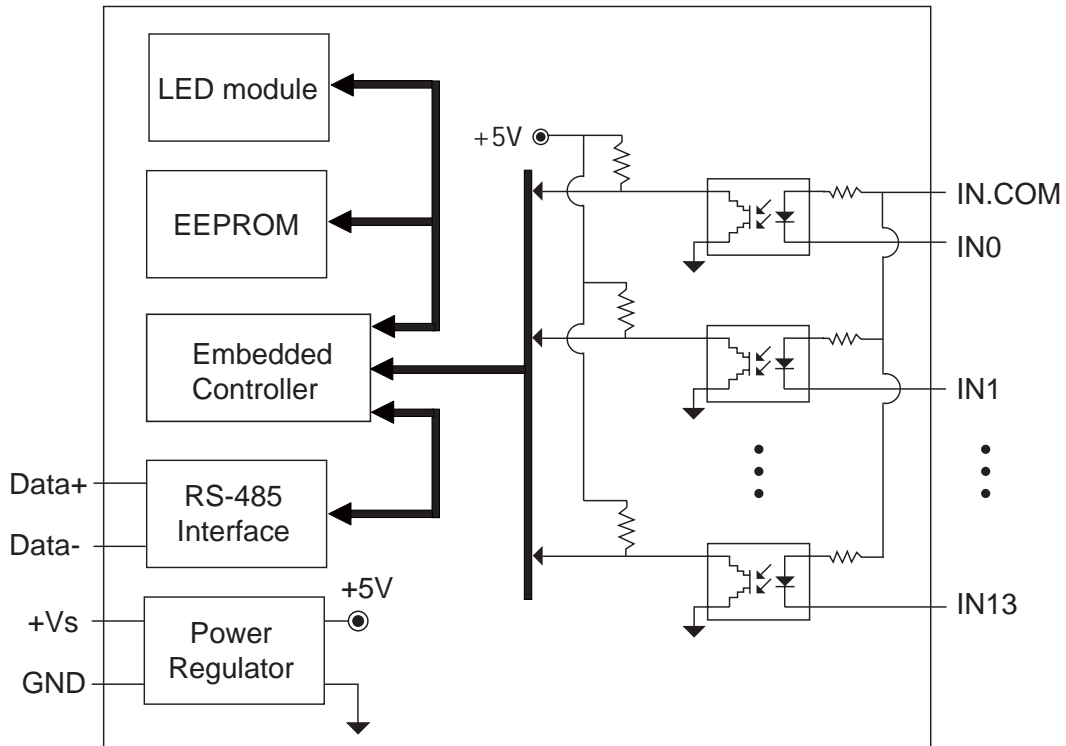 LED module
EEPROM
Embedded
Controller
RS-485
Interface
Power
Regulator
Data+
Data-
+Vs
GND
+5V
+5V
IN.COM
IN0
IN1
IN13